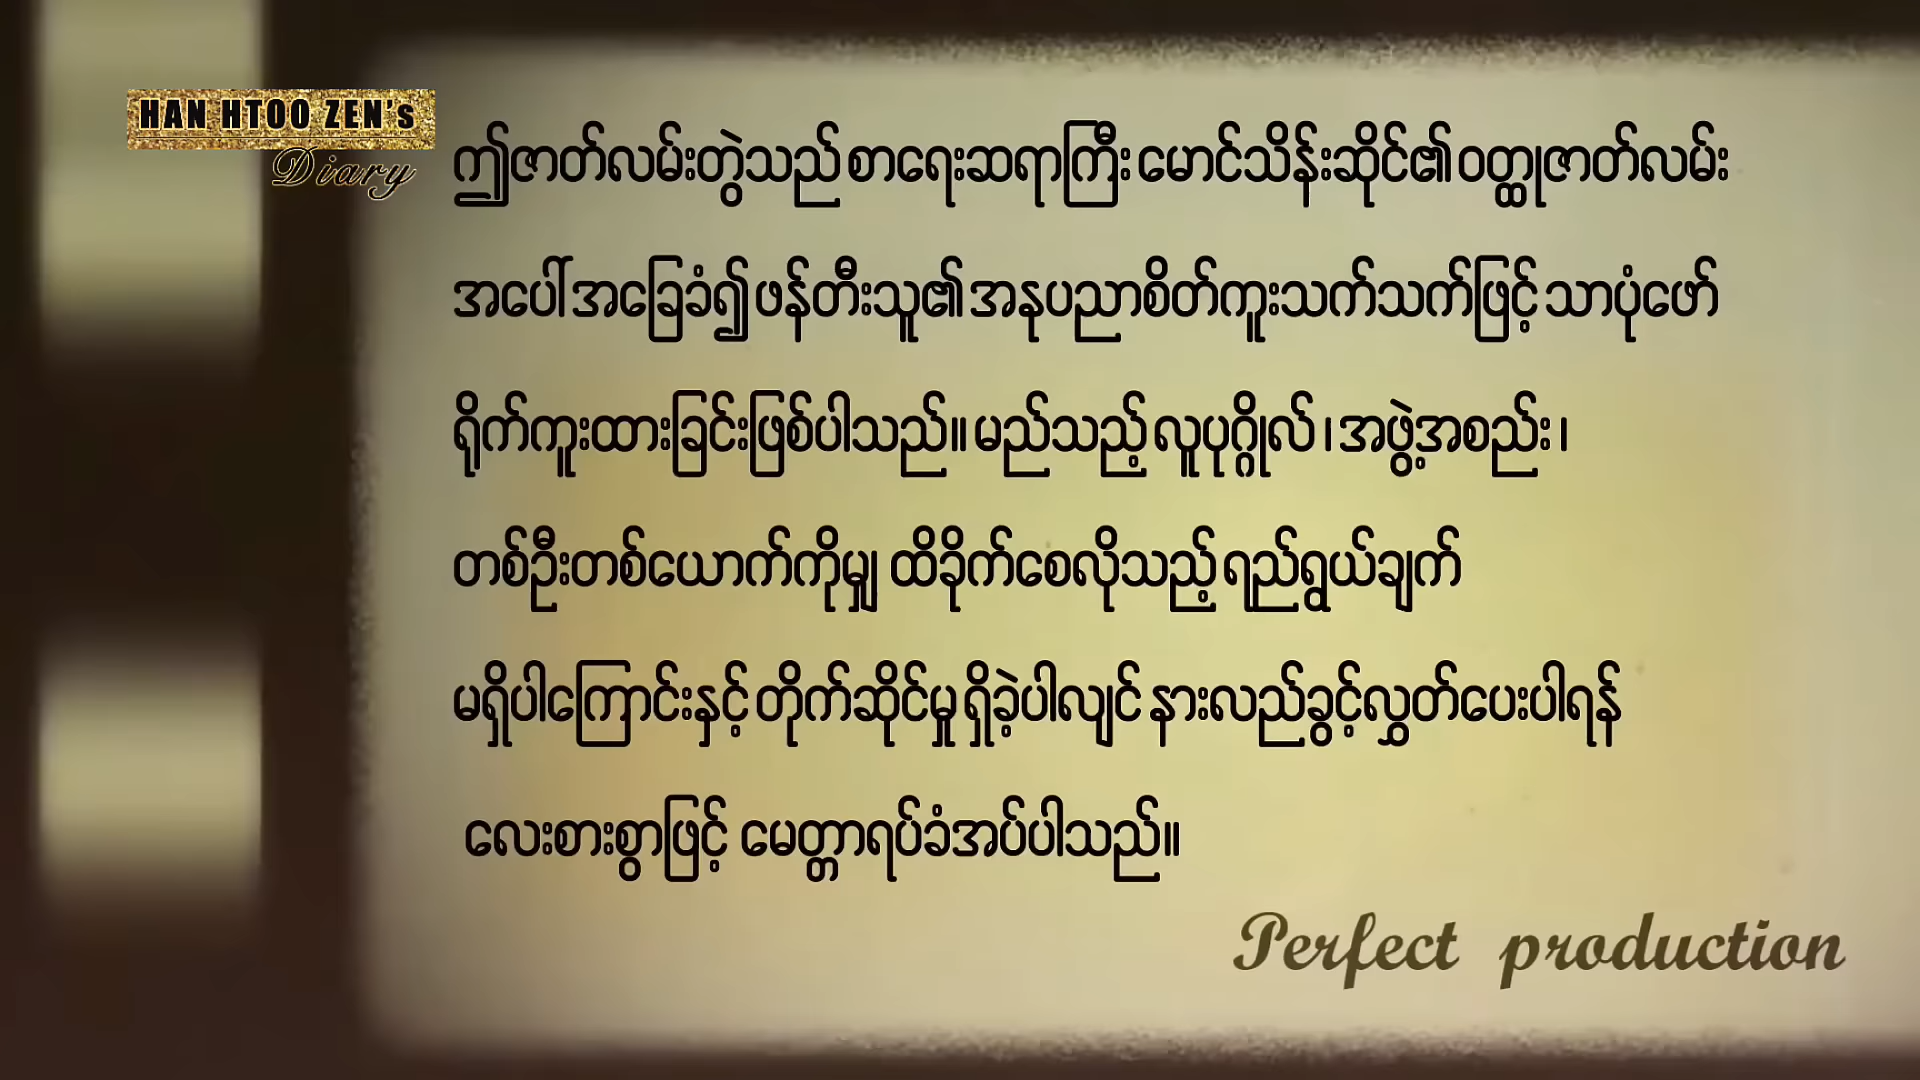 HAN HTOO ZEN's
Diary
ဤဇာတ်လမ်းတွဲသည် စာရေးဆရာကြီး မောင်သိန်းဆိုင်၏ ဝတ္ထုဇာတ်လမ်း
အပေါ် အခြေခံ၍ ဖန်တီးသူ၏ အနုပညာစိတ်ကူးသက်သက်ဖြင့် သာပုံဖော်
ရိုက်ကူးထားခြင်းဖြစ်ပါသည်။ မည်သည့် လူပုဂ္ဂိုလ် ၊ အဖွဲ့အစည်း ၊
တစ်ဦးတစ်ယောက်ကိုမျှ ထိခိုက်စေလိုသည့် ရည်ရွယ်ချက်
မရှိပါကြောင်းနှင့် တိုက်ဆိုင်မှု ရှိခဲ့ပါလျင် နားလည်ခွင့်လွှတ်ပေးပါရန်
လေးစားစွာဖြင့် မေတ္တာရပ်ခံအပ်ပါသည်။
Perfect production